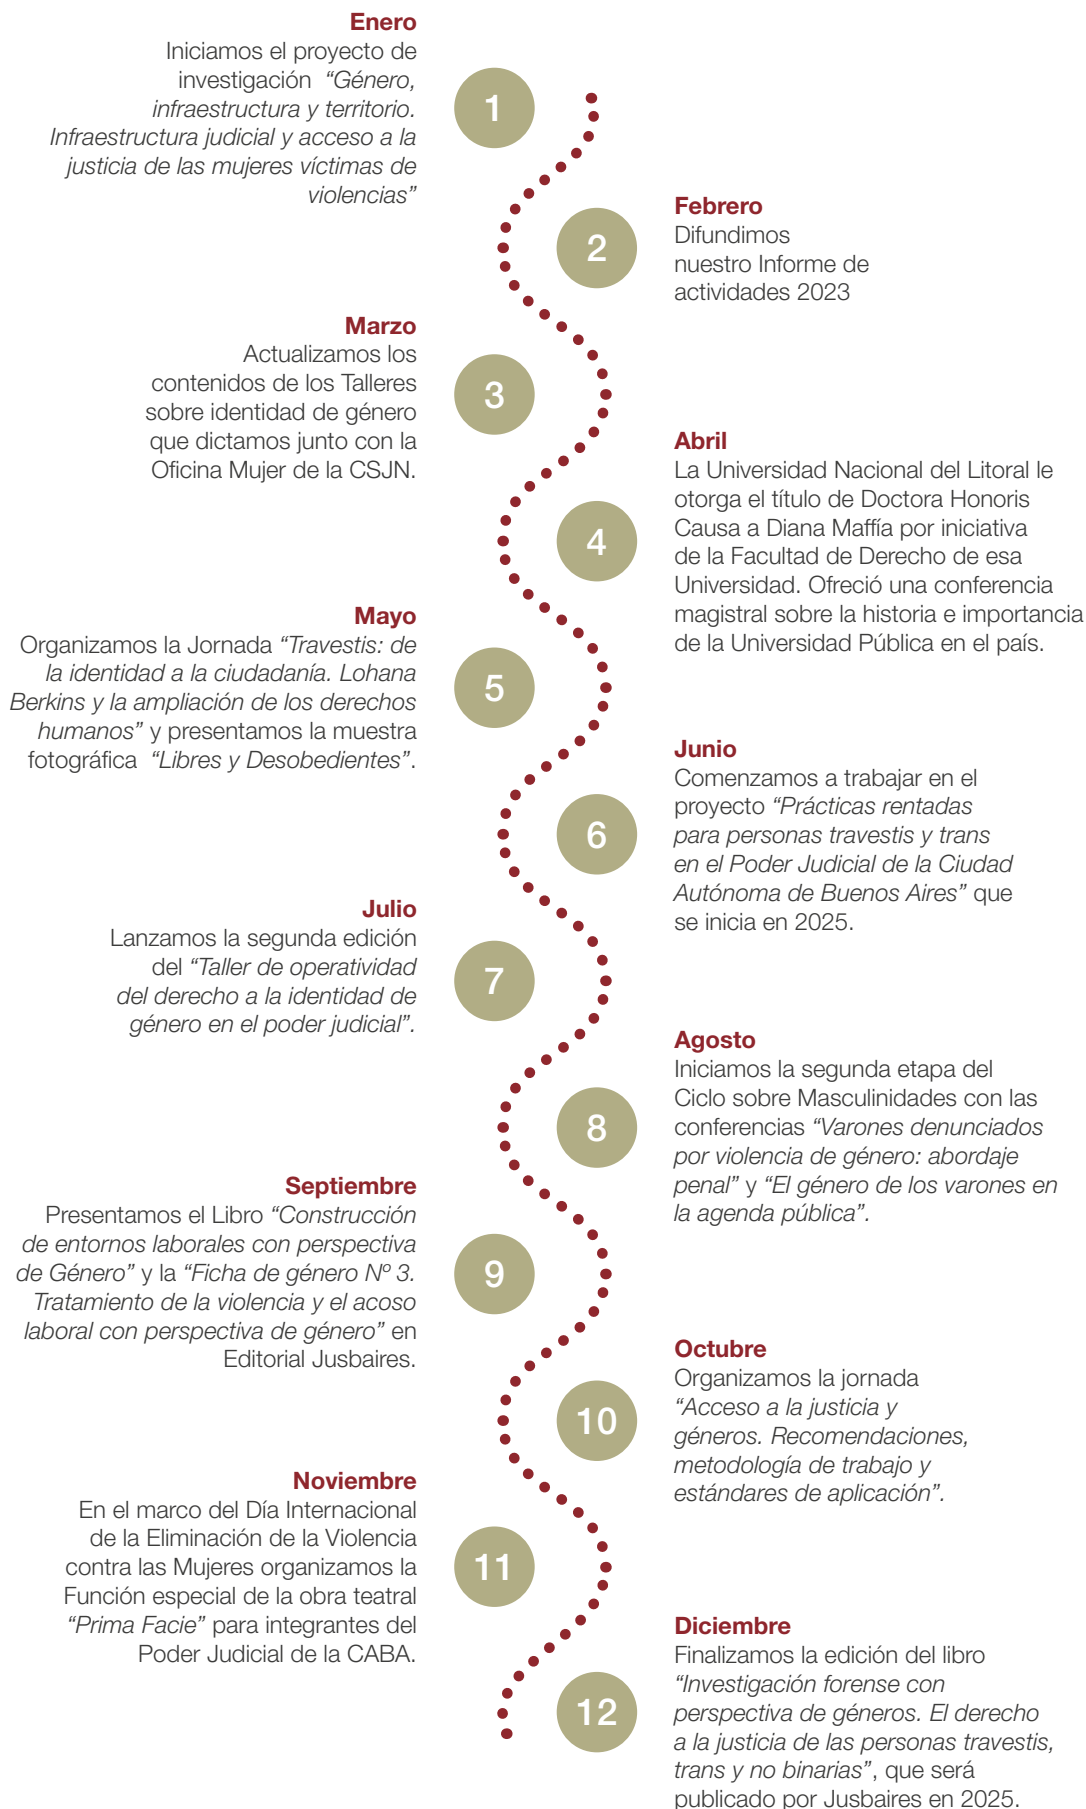 Enero
Iniciamos el proyecto de
investigación “Género,
infraestructura y territorio.
Infraestructura judicial y acceso a la
justicia de las mujeres víctimas de
violencias”
1
Febrero
Difundimos
nuestro Informe de
actividades 2023
2
Marzo
Actualizamos los
contenidos de los Talleres
sobre identidad de género
que dictamos junto con la
Oficina Mujer de la CSJN.
3
Abril
La Universidad Nacional del Litoral le
otorga el título de Doctora Honoris
Causa a Diana Maffía por iniciativa
de la Facultad de Derecho de esa
Universidad. Ofreció una conferencia
magistral sobre la historia e importancia
de la Universidad Pública en el país.
4
Mayo
Organizamos la Jornada “Travestis: de
la identidad a la ciudadanía. Lohana
Berkins y la ampliación de los derechos
humanos” y presentamos la muestra
fotográfica “Libres y Desobedientes”.
5
Junio
Comenzamos a trabajar en el
proyecto “Prácticas rentadas
para personas travestis y trans
en el Poder Judicial de la Ciudad
Autónoma de Buenos Aires” que
se inicia en 2025.
6
Julio
Lanzamos la segunda edición
del “Taller de operatividad
del derecho a la identidad de
género en el poder judicial”.
7
Agosto
Iniciamos la segunda etapa del
Ciclo sobre Masculinidades con las
conferencias “Varones denunciados
por violencia de género: abordaje
penal” y “El género de los varones en
la agenda pública”.
8
Septiembre
Presentamos el Libro “Construcción
de entornos laborales con perspectiva
de Género” y la “Ficha de género Nº 3.
Tratamiento de la violencia y el acoso
laboral con perspectiva de género” en
Editorial Jusbaires.
9
Octubre
Organizamos la jornada
“Acceso a la justicia y
géneros. Recomendaciones,
metodología de trabajo y
estándares de aplicación”.
10
Noviembre
En el marco del Día Internacional
de la Eliminación de la Violencia
contra las Mujeres organizamos la
Función especial de la obra teatral
“Prima Facie” para integrantes del
Poder Judicial de la CABA.
11
Diciembre
Finalizamos la edición del libro
“Investigación forense con
perspectiva de géneros. El derecho
a la justicia de las personas travestis,
trans y no binarias”, que será
publicado por Jusbaires en 2025.
12